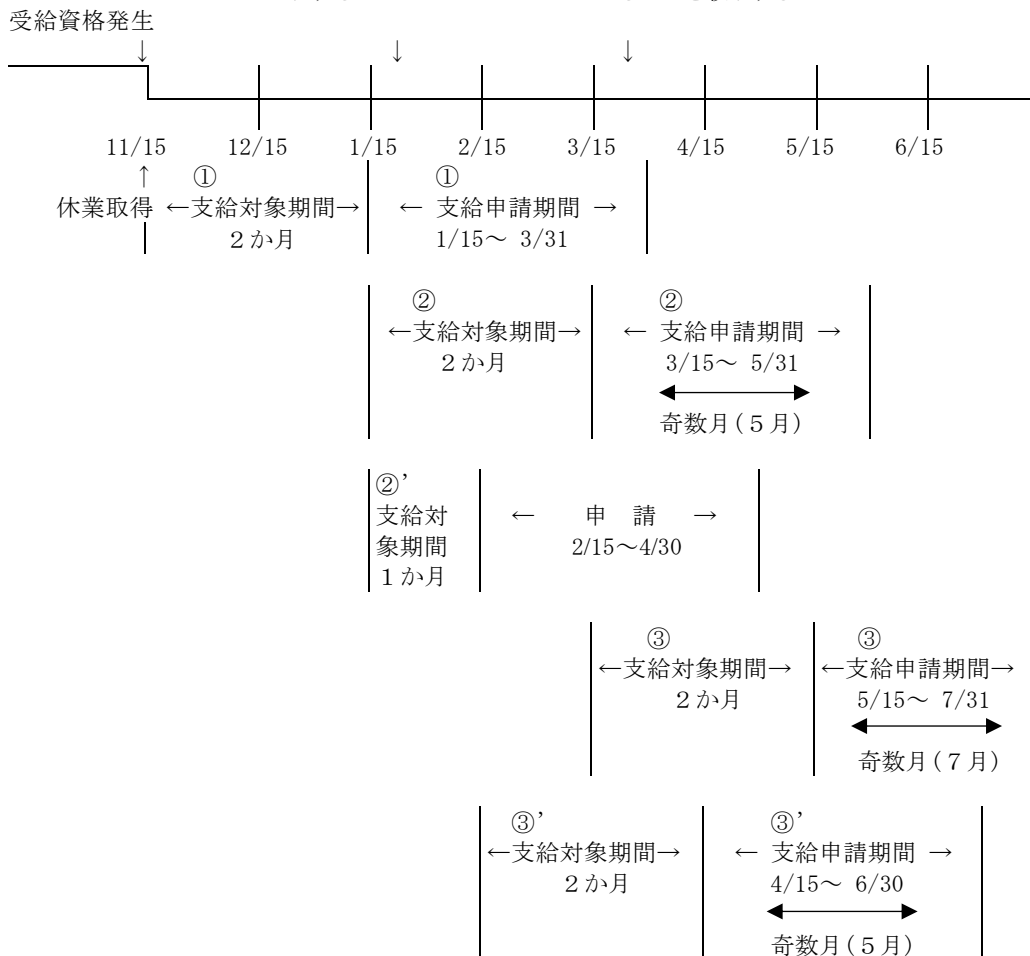 受給資格発生
↓ ↓ ↓
11/15 12/15 1/15 2/15 3/15 4/15 5/15 6/15
↑ ① ①
休業取得 ←支給対象期間→ ← 支給申請期間 →
２か月 1/15～ 3/31
② ②
←支給対象期間→ ← 支給申請期間 →
２か月 3/15～ 5/31
奇数月(５月)
②’
支給対 ← 申 請 →
象期間 2/15～4/30
１か月
③ ③
←支給対象期間→ ←支給申請期間→
２か月 5/15～ 7/31
奇数月(７月)
③’ ③’
←支給対象期間→ ← 支給申請期間 →
２か月 4/15～ 6/30
奇数月(５月)